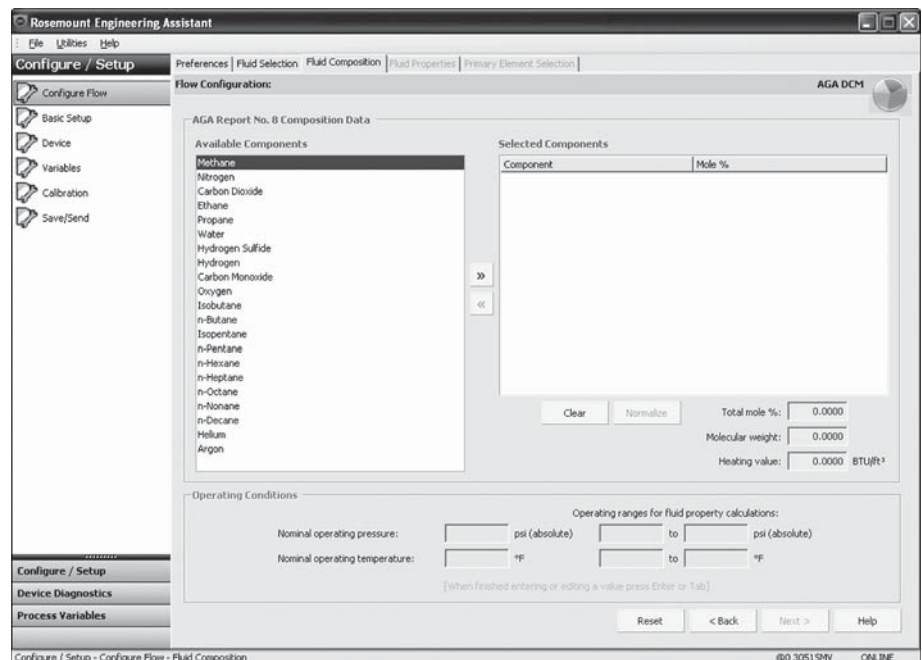 Rosemount Engineering Assistant
File Utilities Help
Configure / Setup
Configure Flow
Basic Setup
Device
Variables
Calibration
Save/Send
Configure / Setup
Device Diagnostics
Process Variables
Preferences Fluid Selection Fluid Composition Fluid Properties Primary Element Selection
Flow Configuration: AGA DCM
AGA Report No. 8 Composition Data
Available Components
Methane
Nitrogen
Carbon Dioxide
Ethane
Propane
Water
Hydrogen Sulfide
Hydrogen
Carbon Monoxide
Oxygen
Isobutane
n-Butane
Isopentane
n-Pentane
n-Hexane
n-Heptane
n-Octane
n-Nonane
n-Decane
Helium
Argon
»
«
Selected Components
Component Mole %
Clear Normalize
Total mole %: 0.0000
Molecular weight: 0.0000
Heating value: 0.0000 BTU/ft³
Operating Conditions
Operating ranges for fluid property calculations:
Nominal operating pressure: psi (absolute) to psi (absolute)
Nominal operating temperature: °F to °F
[When finished entering or editing a value press Enter or Tab]
Reset < Back Next > Help
Configure / Setup - Configure Flow - Fluid Composition @0 3051SMV ONLINE